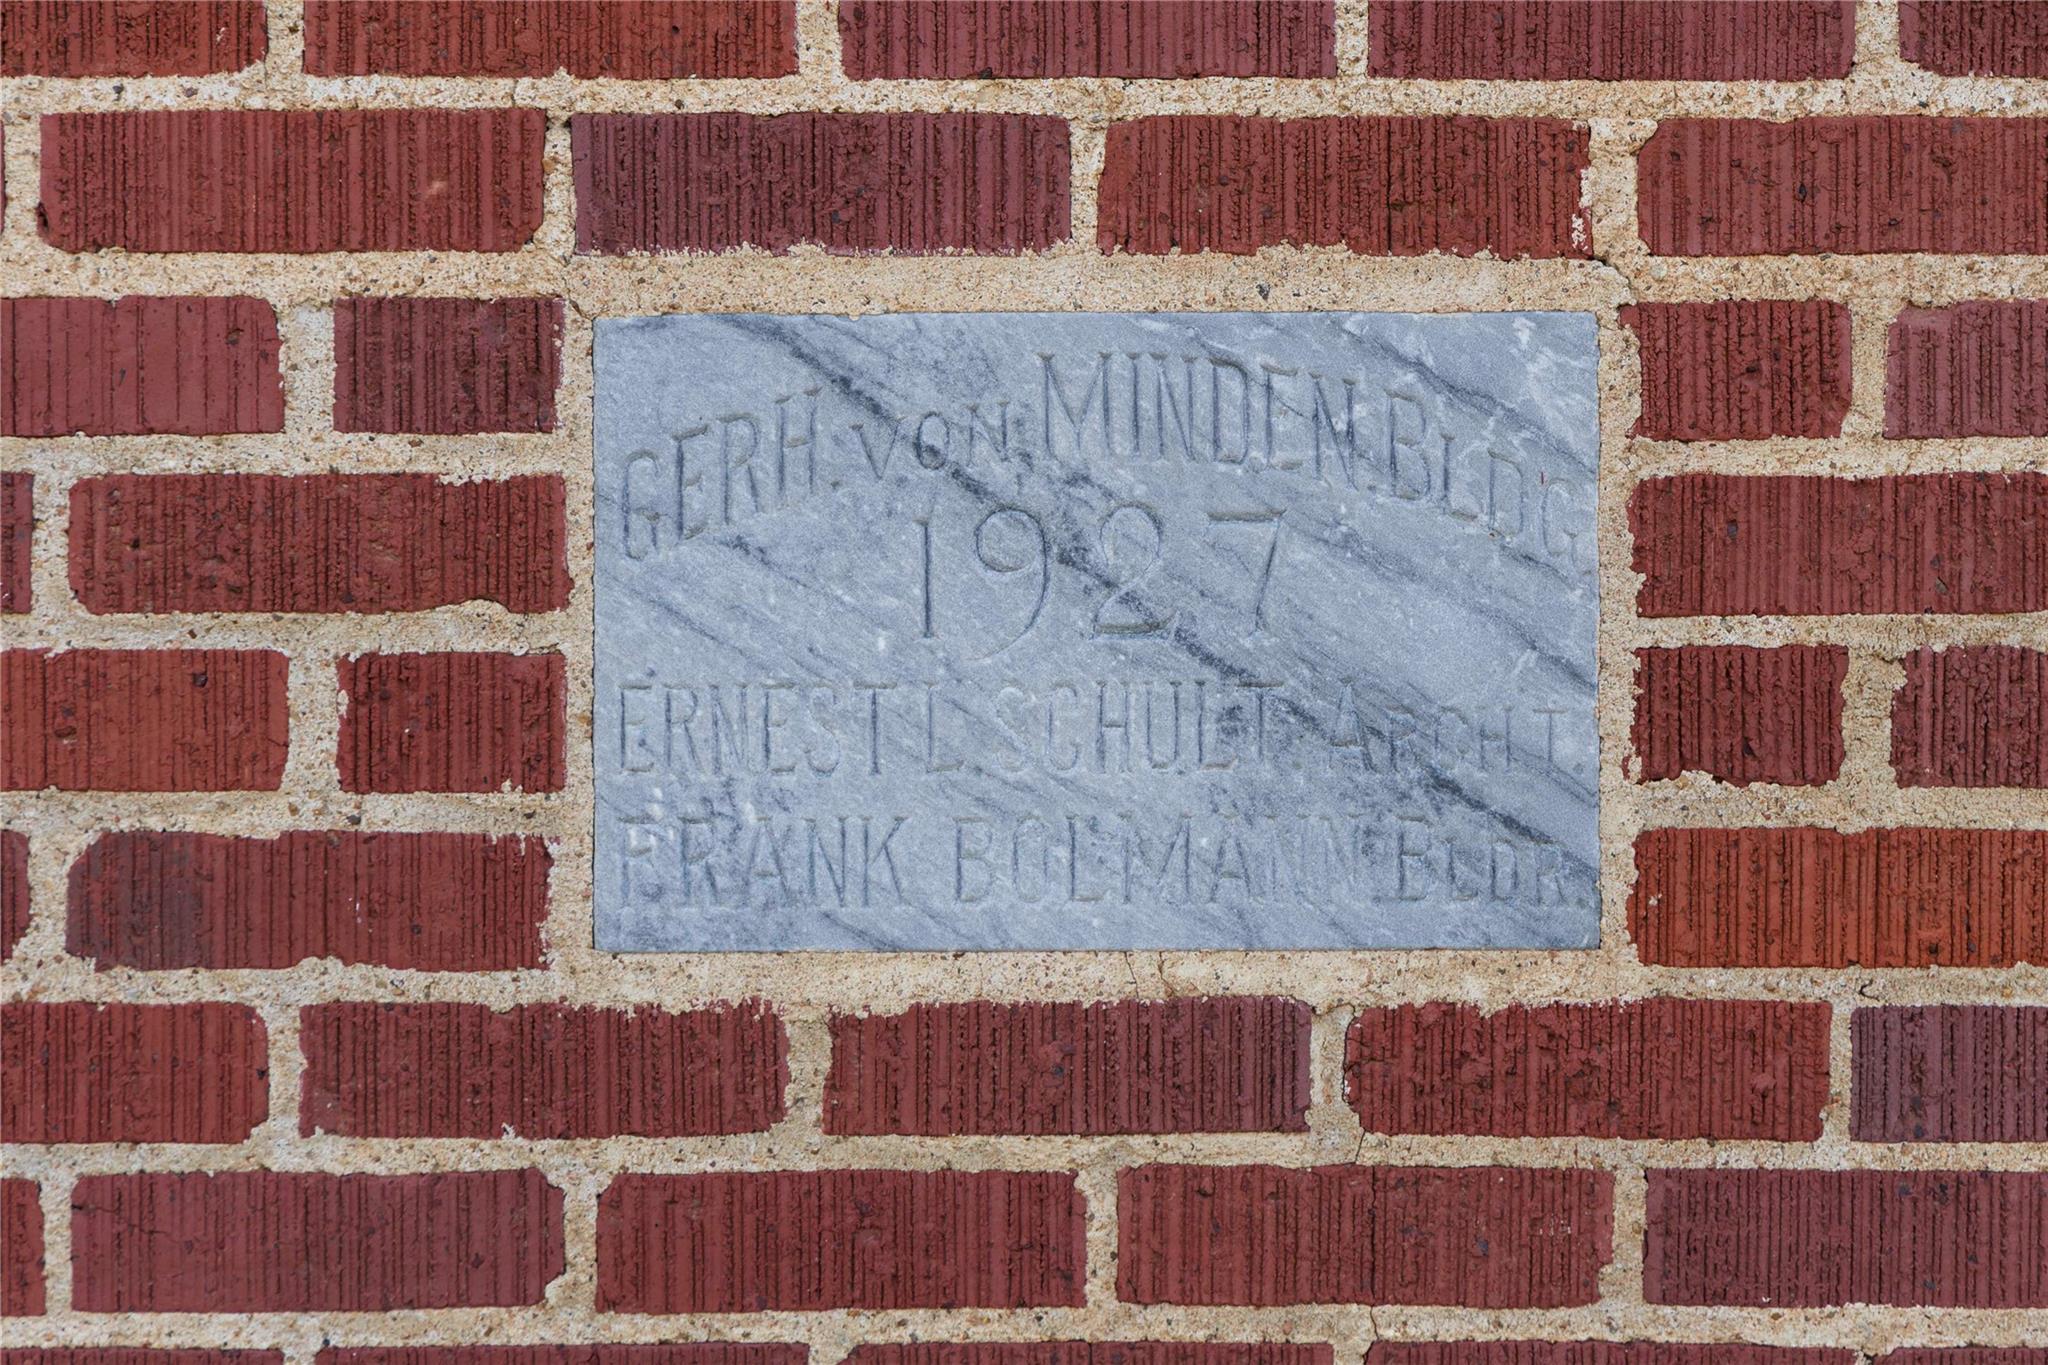 GERH. VON. MINDEN. BLDG
1927
ERNEST L. SCHULT. ARCHT.
FRANK BOLMANN. BLDR.